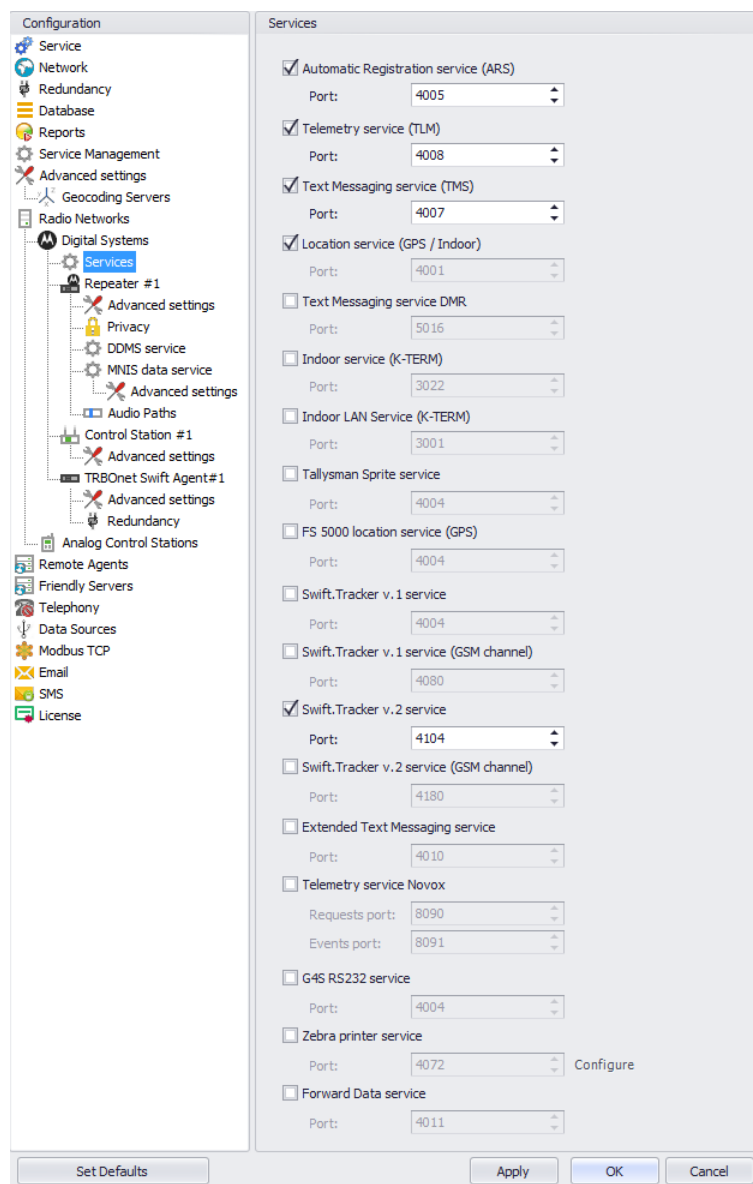 Configuration
Service
Network
Redundancy
Database
Reports
Service Management
Advanced settings
Geocoding Servers
Radio Networks
Digital Systems
Services
Repeater #1
Advanced settings
Privacy
DDMS service
MNIS data service
Advanced settings
Audio Paths
Control Station #1
Advanced settings
TRBOnet Swift Agent#1
Advanced settings
Redundancy
Analog Control Stations
Remote Agents
Friendly Servers
Telephony
Data Sources
Modbus TCP
Email
SMS
License
Services
Automatic Registration service (ARS)
Port: 4005
Telemetry service (TLM)
Port: 4008
Text Messaging service (TMS)
Port: 4007
Location service (GPS / Indoor)
Port: 4001
Text Messaging service DMR
Port: 5016
Indoor service (K-TERM)
Port: 3022
Indoor LAN Service (K-TERM)
Port: 3001
Tallysman Sprite service
Port: 4004
FS 5000 location service (GPS)
Port: 4004
Swift.Tracker v.1 service
Port: 4004
Swift.Tracker v.1 service (GSM channel)
Port: 4080
Swift.Tracker v.2 service
Port: 4104
Swift.Tracker v.2 service (GSM channel)
Port: 4180
Extended Text Messaging service
Port: 4010
Telemetry service Novox
Requests port: 8090
Events port: 8091
G4S RS232 service
Port: 4004
Zebra printer service
Port: 4072 Configure
Forward Data service
Port: 4011
Set Defaults Apply OK Cancel